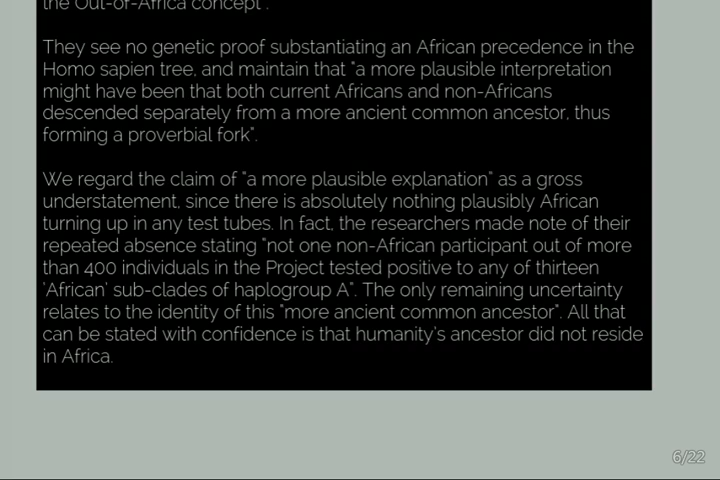 the Out-of-Africa concept".
They see no genetic proof substantiating an African precedence in the
Homo sapien tree, and maintain that "a more plausible interpretation
might have been that both current Africans and non-Africans
descended separately from a more ancient common ancestor, thus
forming a proverbial fork".
We regard the claim of "a more plausible explanation" as a gross
understatement, since there is absolutely nothing plausibly African
turning up in any test tubes. In fact, the researchers made note of their
repeated absence stating "not one non-African participant out of more
than 400 individuals in the Project tested positive to any of thirteen
'African' sub-clades of haplogroup A". The only remaining uncertainty
relates to the identity of this "more ancient common ancestor". All that
can be stated with confidence is that humanity's ancestor did not reside
in Africa.
6/22